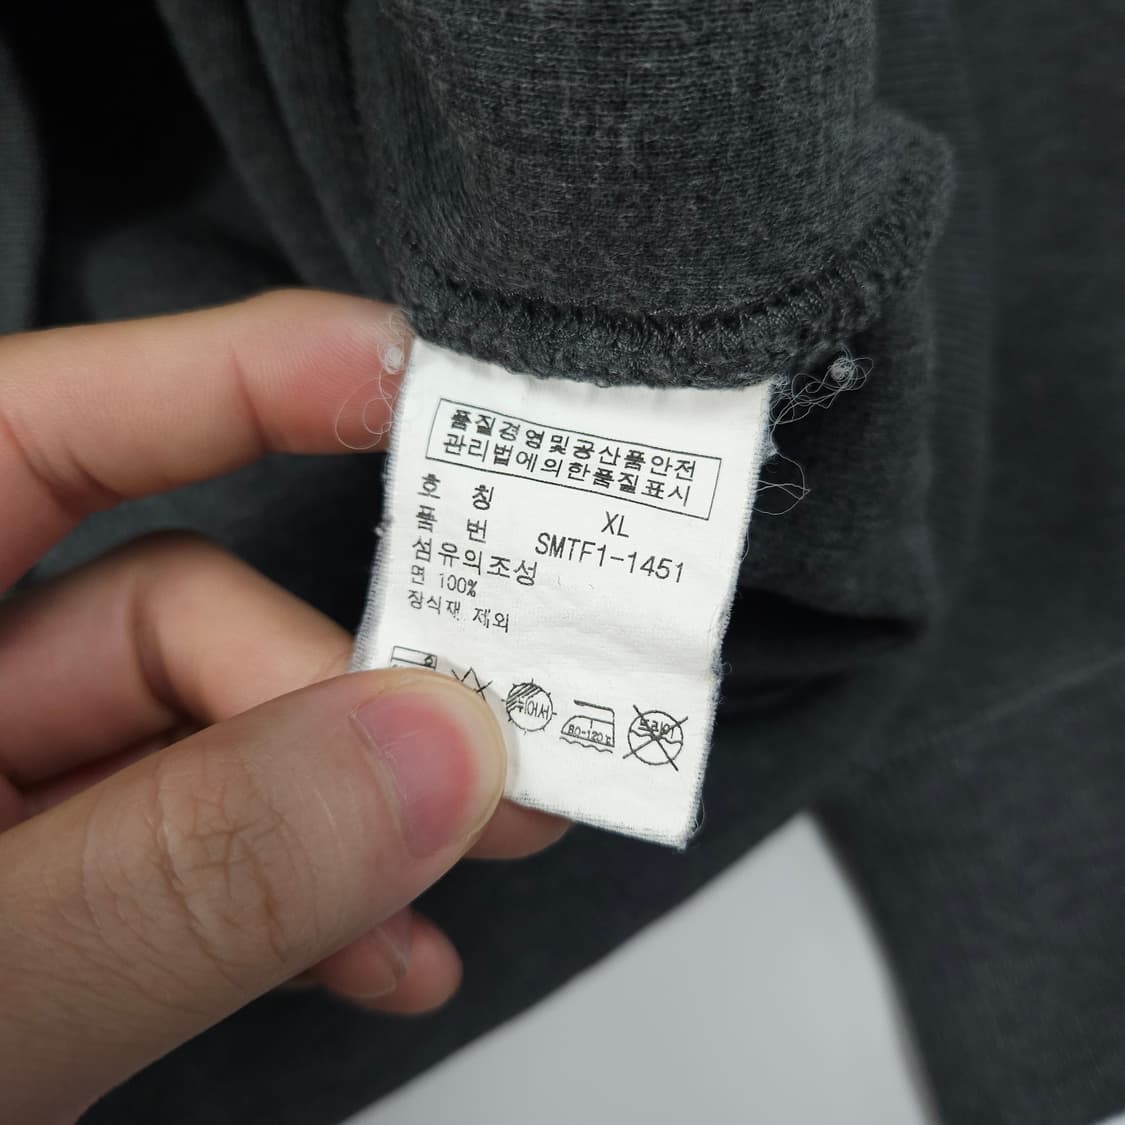 품질경영및공산품안전
관리법에의한품질표시
호 칭 XL
품 번 SMTF1-1451
섬유의조성
면 100%
장식재 제외
뉘어서
80-120℃
드라이